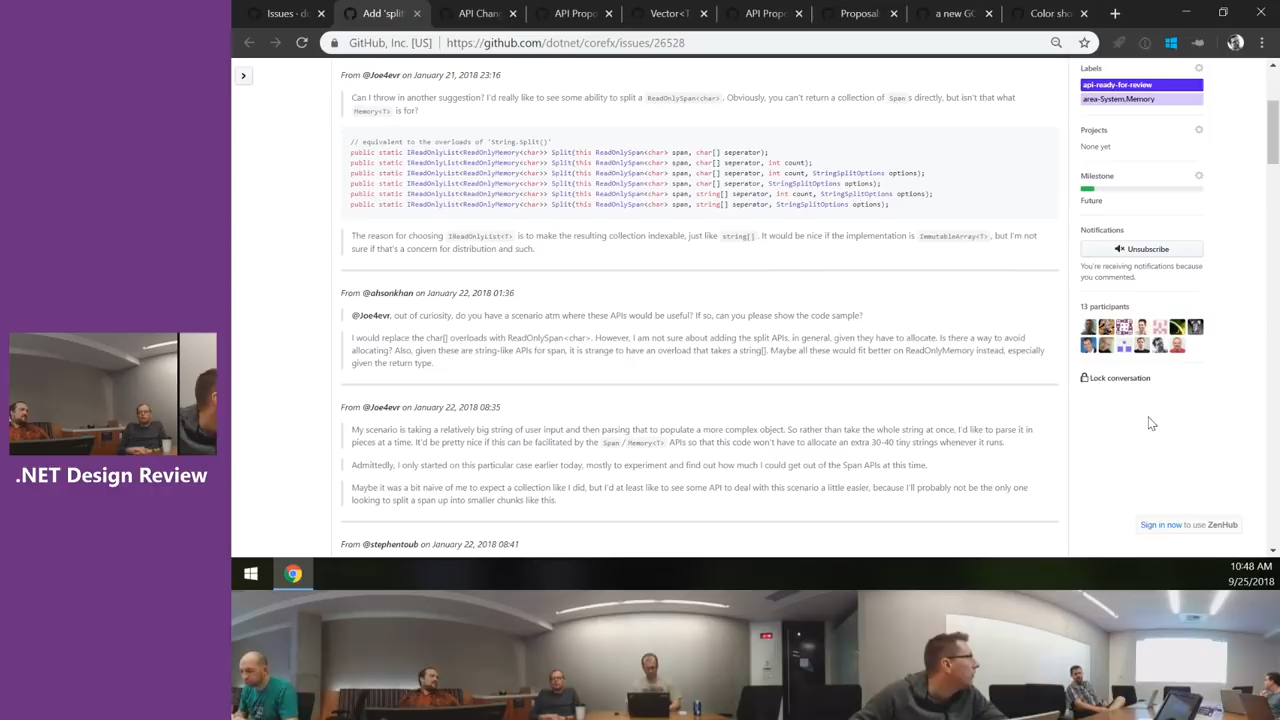 Issues · du
Add 'split
API Chang
API Propo
Vector<T
API Propo
Proposal
a new GC
Color sho
GitHub, Inc. [US] | https://github.com/dotnet/corefx/issues/26528
From @Joe4evr on January 21, 2018 23:16
Can I throw in another suggestion? I'd really like to see some ability to split a ReadOnlySpan<char>. Obviously, you can't return a collection of Span s directly, but isn't that what
Memory<T> is for?
// equivalent to the overloads of 'String.Split()'
public static IReadOnlyList<ReadOnlyMemory<char>> Split(this ReadOnlySpan<char> span, char[] seperator);
public static IReadOnlyList<ReadOnlyMemory<char>> Split(this ReadOnlySpan<char> span, char[] seperator, int count);
public static IReadOnlyList<ReadOnlyMemory<char>> Split(this ReadOnlySpan<char> span, char[] seperator, int count, StringSplitOptions options);
public static IReadOnlyList<ReadOnlyMemory<char>> Split(this ReadOnlySpan<char> span, char[] seperator, StringSplitOptions options);
public static IReadOnlyList<ReadOnlyMemory<char>> Split(this ReadOnlySpan<char> span, string[] seperator, int count, StringSplitOptions options);
public static IReadOnlyList<ReadOnlyMemory<char>> Split(this ReadOnlySpan<char> span, string[] seperator, StringSplitOptions options);
The reason for choosing IReadOnlyList<T> is to make the resulting collection indexable, just like string[]. It would be nice if the implementation is ImmutableArray<T>, but I'm not
sure if that's a concern for distribution and such.
From @ahsonkhan on January 22, 2018 01:36
@Joe4evr, out of curiosity, do you have a scenario atm where these APIs would be useful? If so, can you please show the code sample?
I would replace the char[] overloads with ReadOnlySpan<char>. However, I am not sure about adding the split APIs, in general, given they have to allocate. Is there a way to avoid
allocating? Also, given these are string-like APIs for span, it is strange to have an overload that takes a string[]. Maybe all these would fit better on ReadOnlyMemory instead, especially
given the return type.
From @Joe4evr on January 22, 2018 08:35
My scenario is taking a relatively big string of user input and then parsing that to populate a more complex object. So rather than take the whole string at once, I'd like to parse it in
pieces at a time. It'd be pretty nice if this can be facilitated by the Span / Memory<T> APIs so that this code won't have to allocate an extra 30-40 tiny strings whenever it runs.
Admittedly, I only started on this particular case earlier today, mostly to experiment and find out how much I could get out of the Span APIs at this time.
Maybe it was a bit naive of me to expect a collection like I did, but I'd at least like to see some API to deal with this scenario a little easier, because I'll probably not be the only one
looking to split a span up into smaller chunks like this.
From @stephentoub on January 22, 2018 08:41
Labels
api-ready-for-review
area-System.Memory
Projects
None yet
Milestone
Future
Notifications
Unsubscribe
You're receiving notifications because
you commented.
13 participants
Lock conversation
Sign in now to use ZenHub
.NET Design Review
10:48 AM
9/25/2018